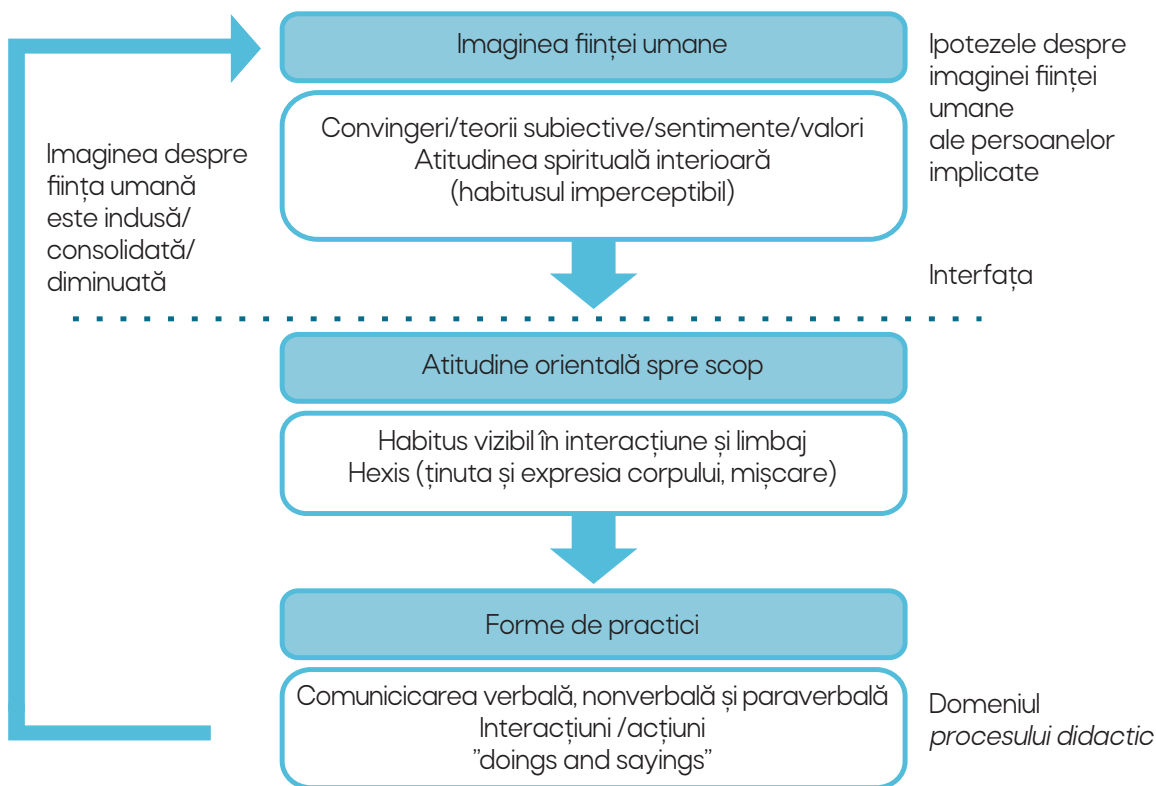 Imaginea ființei umane
Convingeri/teorii subiective/sentimente/valori
Atitudinea spirituală interioară
(habitusul imperceptibil)
Ipotezele despre
imaginei ființei
umane
ale persoanelor
implicate
Imaginea despre
ființa umană
este indusă/
consolidată/
diminuată
Interfața
Atitudine orientală spre scop
Habitus vizibil în interacțiune și limbaj
Hexis (ținuta și expresia corpului, mișcare)
Forme de practici
Comunicicarea verbală, nonverbală și paraverbală
Interacțiuni /acțiuni
”doings and sayings”
Domeniul
procesului didactic